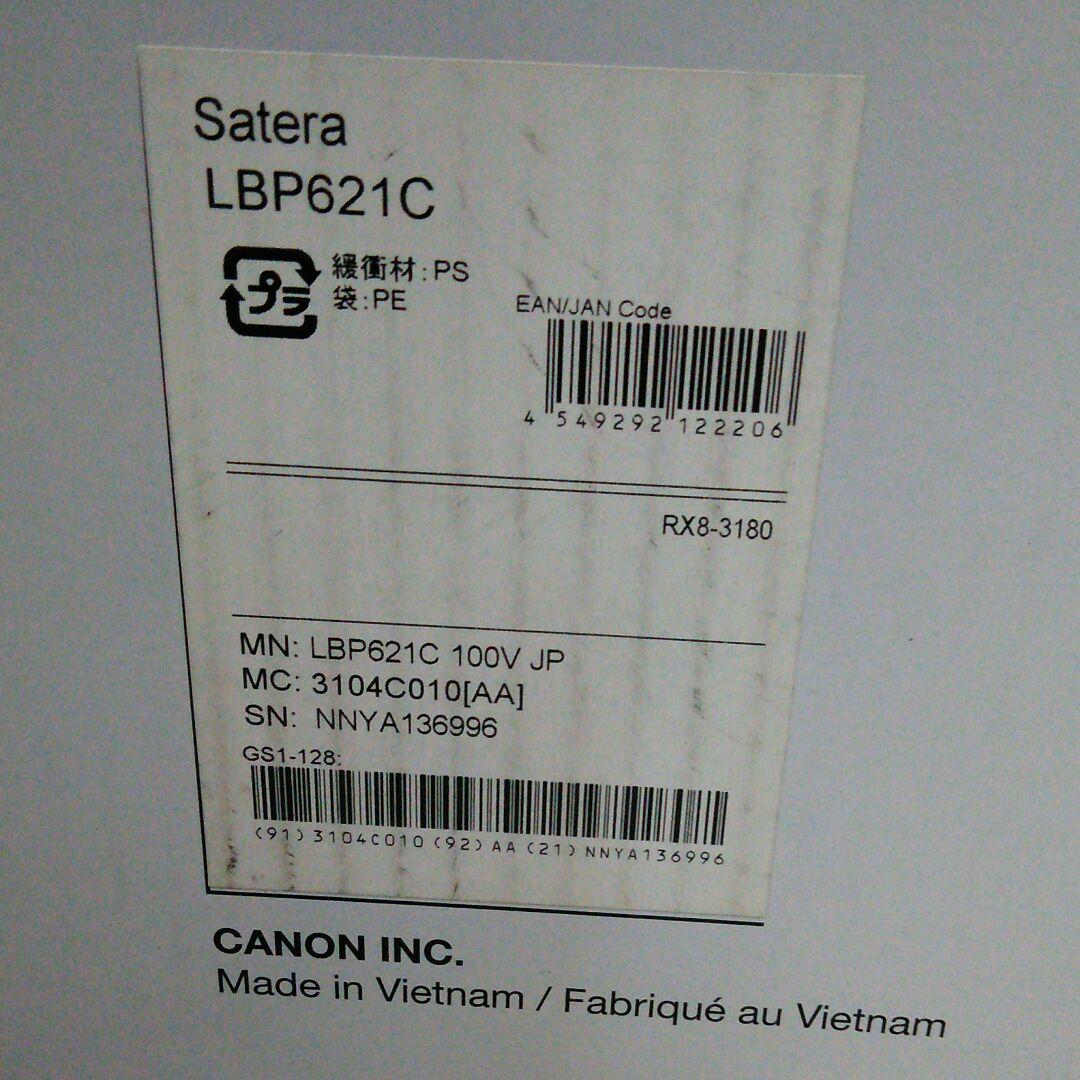 Satera
LBP621C
プラ
緩衝材:PS
袋:PE
EAN/JAN Code
4 549292 122206
RX8-3180
MN: LBP621C 100V JP
MC: 3104C010[AA]
SN: NNYA136996
GS1-128:
(91) 3104C010 (92) AA (21) NNYA136996
CANON INC.
Made in Vietnam / Fabriqué au Vietnam